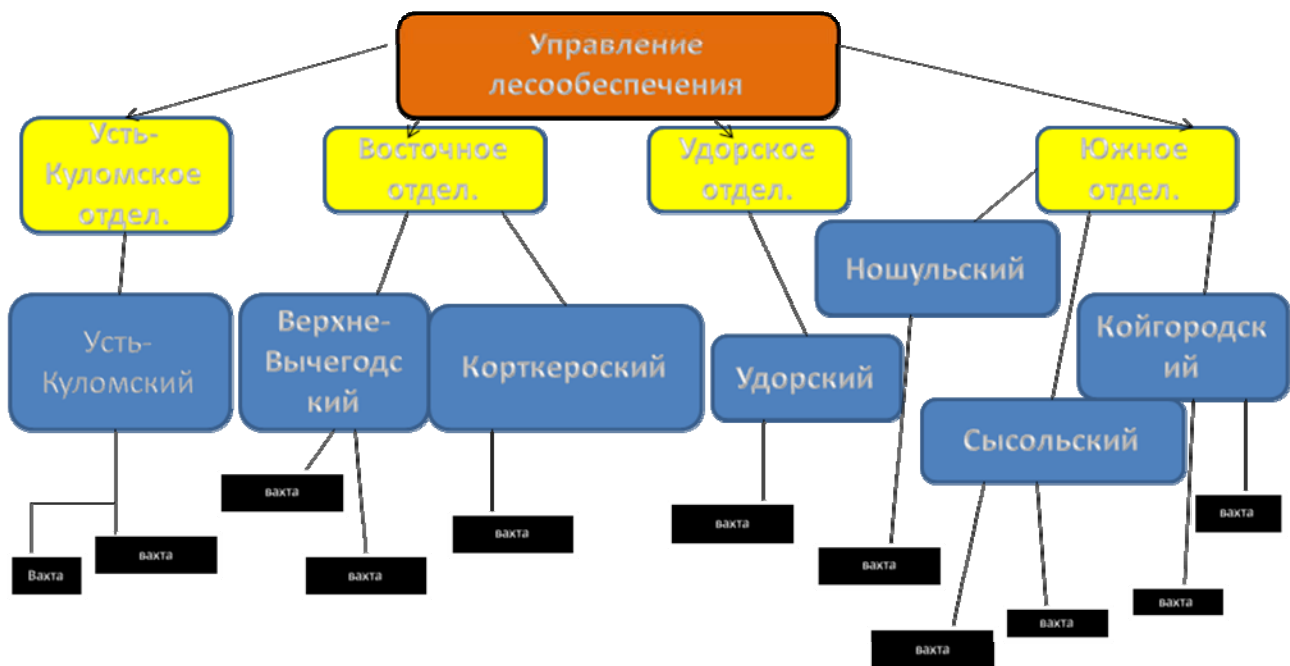 Управление
лесообеспечения
Усть-
Куломское
отдел.
Восточное
отдел.
Удорское
отдел.
Южное
отдел.
Ношульский
Усть-
Куломский
Верхне-
Вычегодс
кий
Корткероский
Удорский
Койгородск
ий
Сысольский
вахта
вахта
вахта
вахта
вахта
вахта
Вахта
вахта
вахта
вахта
вахта
вахта